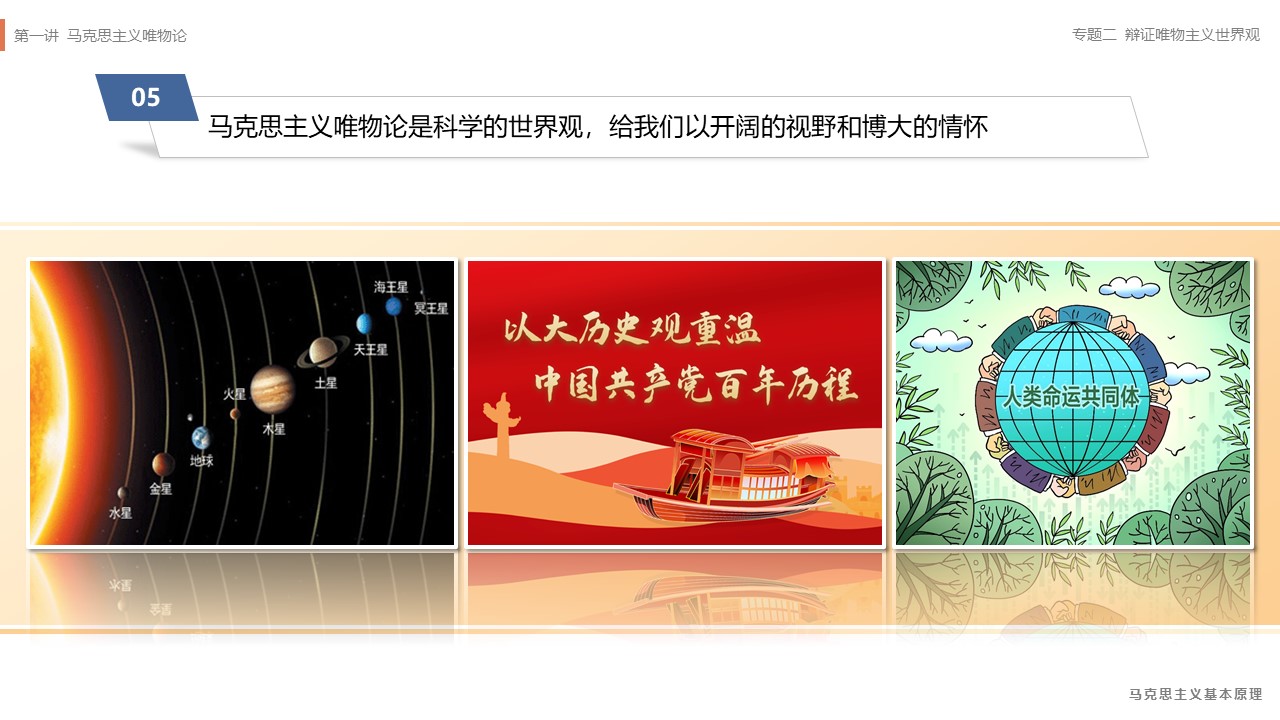 第一讲 马克思主义唯物论
专题二 辩证唯物主义世界观
05
马克思主义唯物论是科学的世界观，给我们以开阔的视野和博大的情怀
海王星
冥王星
天王星
土星
火星
木星
地球
金星
水星
以大历史观重温
中国共产党百年历程
人类命运共同体
水星
金星
马克思主义基本原理